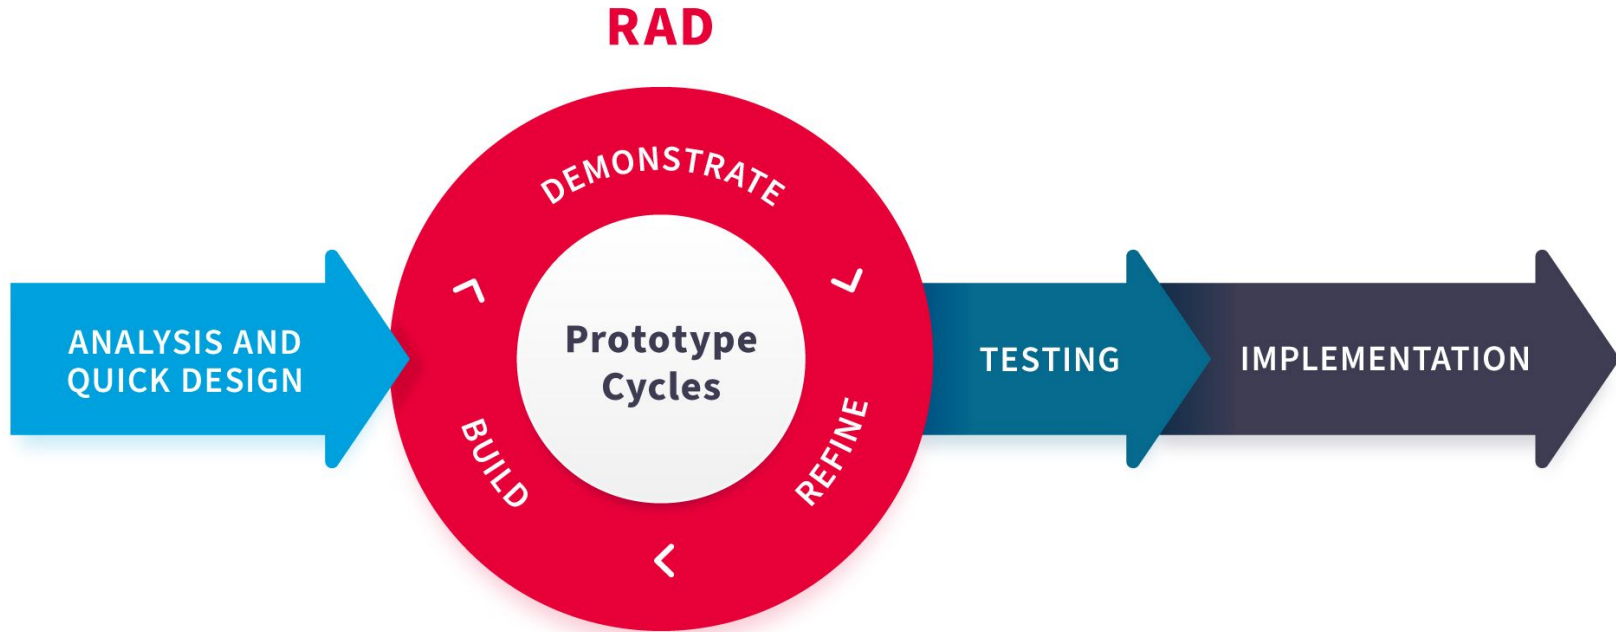 RAD
ANALYSIS AND
QUICK DESIGN
DEMONSTRATE
Prototype
Cycles
BUILD
REFINE
TESTING
IMPLEMENTATION